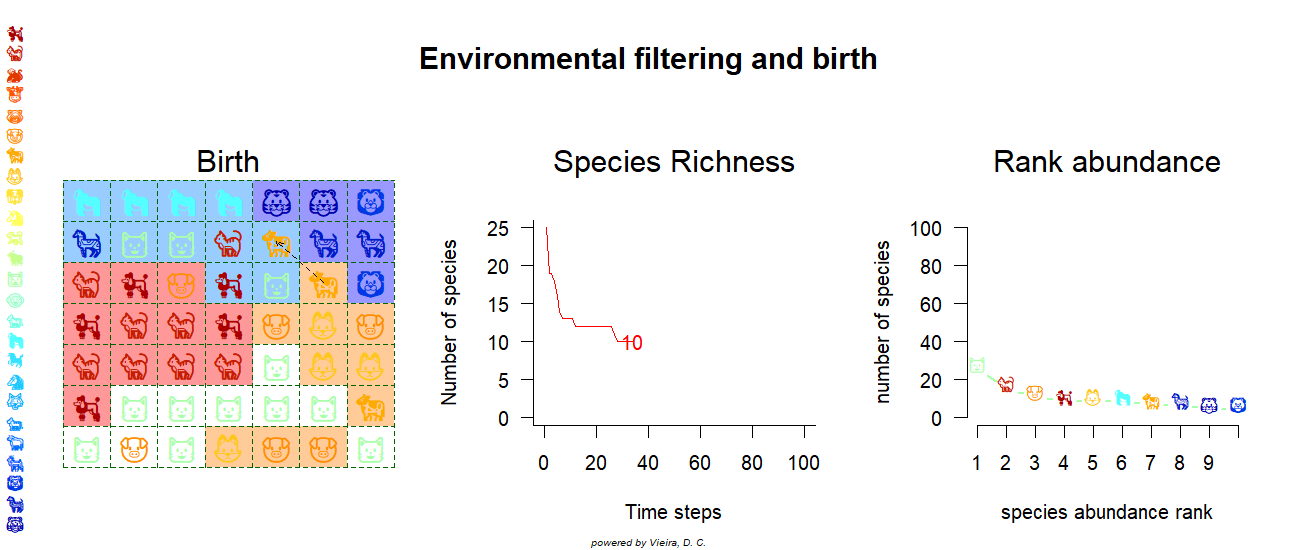 Environmental filtering and birth
Birth
Species Richness
Rank abundance
Number of species
25
20
15
10
5
0
10
0 20 40 60 80 100
Time steps
number of species
100
80
60
40
20
0
1 2 3 4 5 6 7 8 9
species abundance rank
powered by Vieira, D. C.